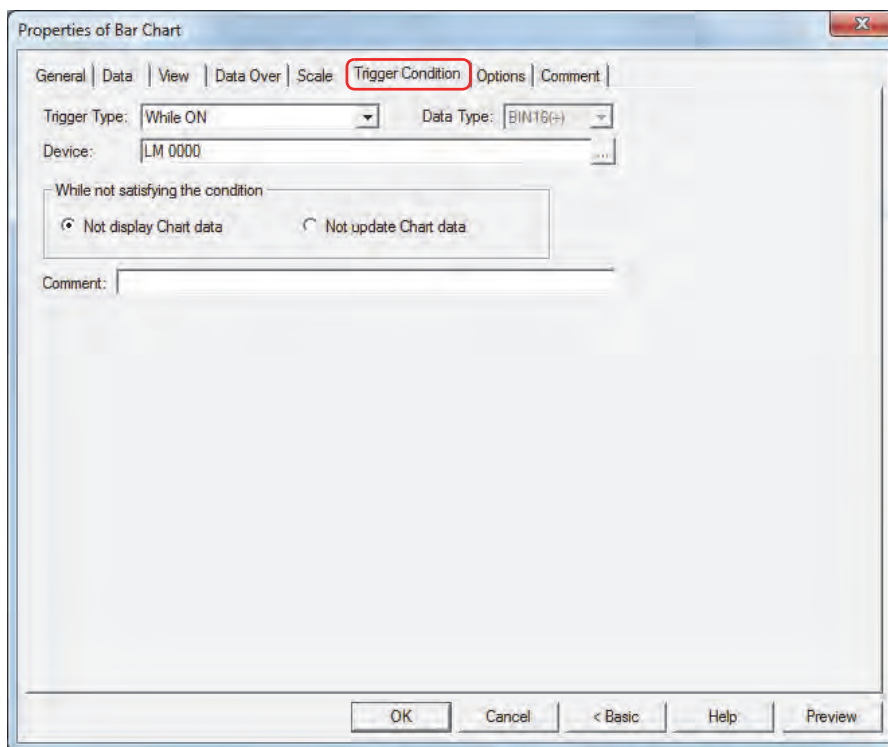 Properties of Bar Chart
General Data View Data Over Scale Trigger Condition Options Comment
Trigger Type: While ON Data Type: BIN16(+)
Device: LM 0000 ...
While not satisfying the condition
Not display Chart data Not update Chart data
Comment:
OK Cancel < Basic Help Preview